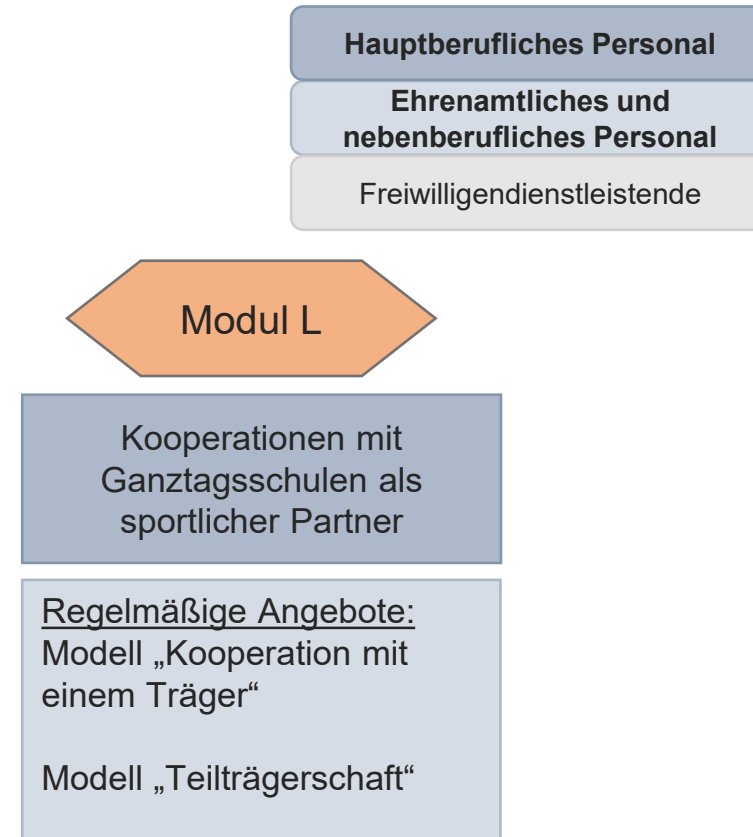 Hauptberufliches Personal
Ehrenamtliches und
nebenberufliches Personal
Freiwilligendienstleistende
Modul L
Kooperationen mit
Ganztagsschulen als
sportlicher Partner
Regelmäßige Angebote:
Modell „Kooperation mit
einem Träger“
Modell „Teilträgerschaft“